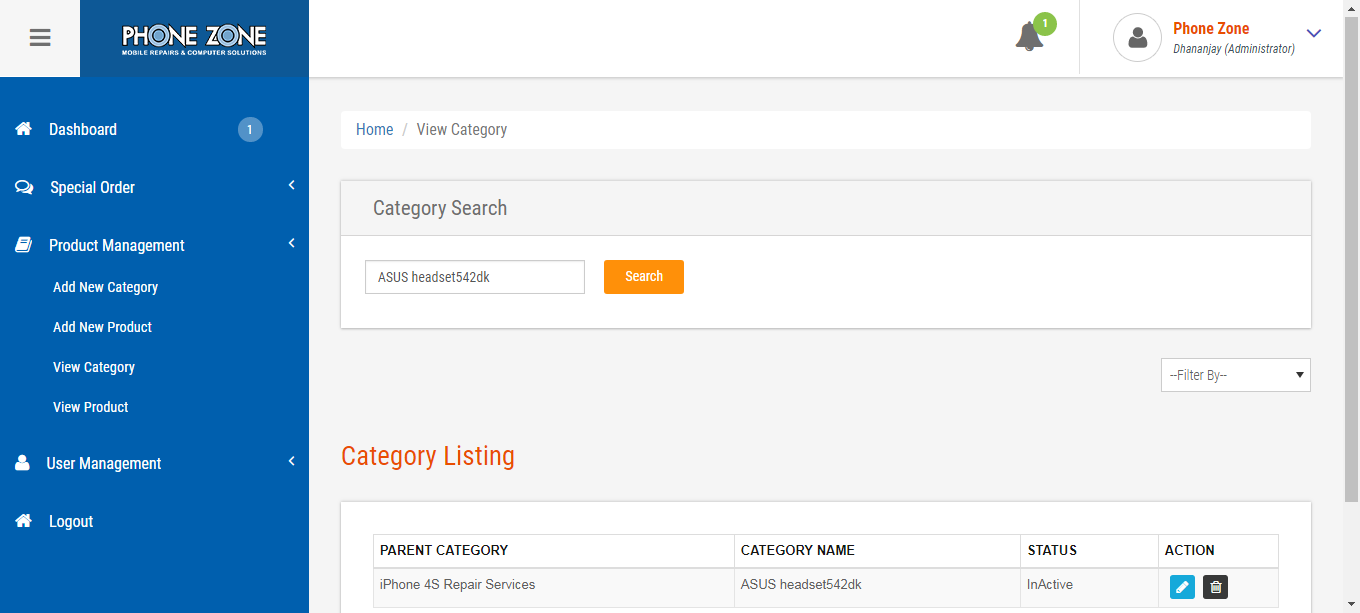 PHONE ZONE
MOBILE REPAIRS & COMPUTER SOLUTIONS
1
Phone Zone
Dhananjay (Administrator)
Dashboard
1
Special Order
Product Management
Add New Category
Add New Product
View Category
View Product
User Management
Logout
Home / View Category
Category Search
ASUS headset542dk
Search
--Filter By--
Category Listing
PARENT CATEGORY CATEGORY NAME STATUS ACTION
iPhone 4S Repair Services ASUS headset542dk InActive